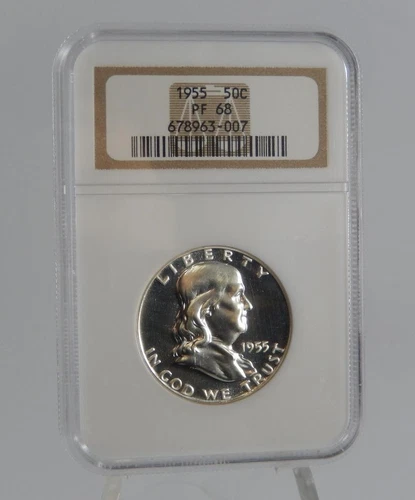 1955 50C
PF 68
678963-007
LIBERTY
1955
IN GOD WE TRUST